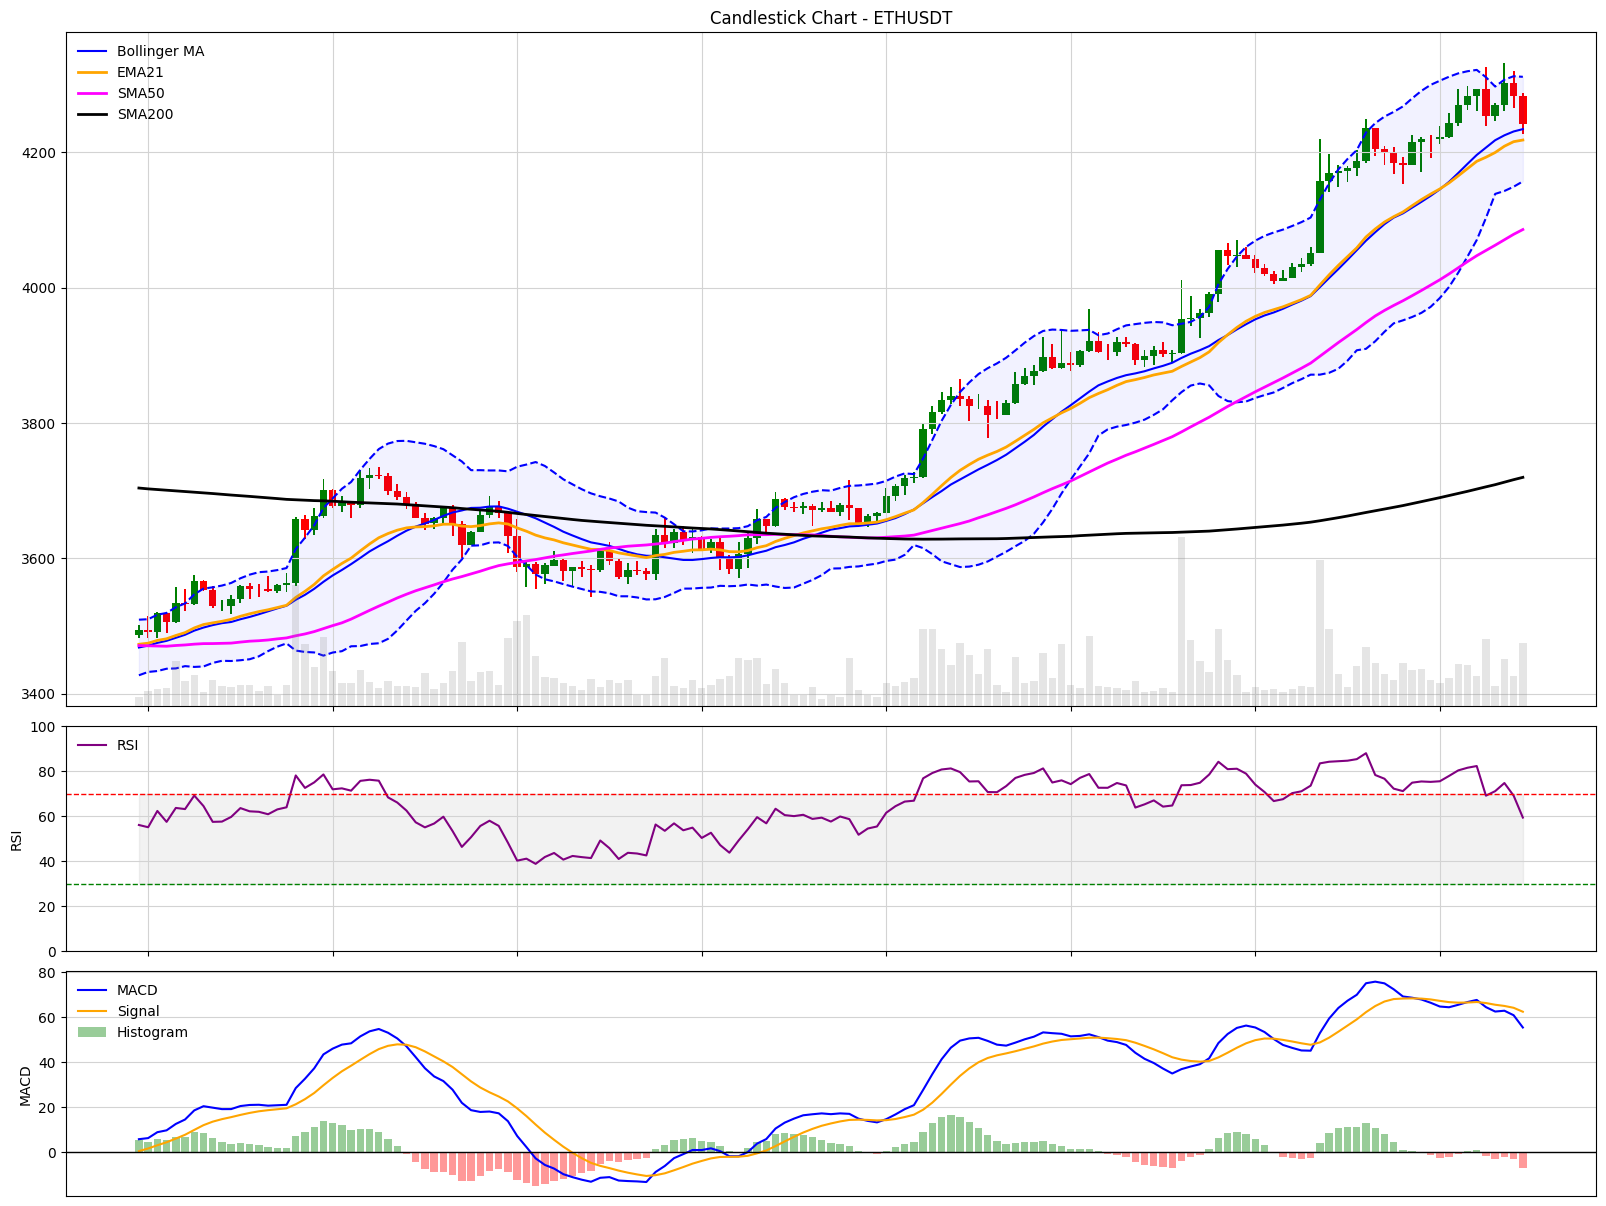 Candlestick Chart - ETHUSDT
Bollinger MA
EMA21
SMA50
SMA200
4200
4000
3800
3600
3400
100
RSI
80
60
RSI
40
20
0
80
MACD
Signal
60
Histogram
40
MACD
20
0